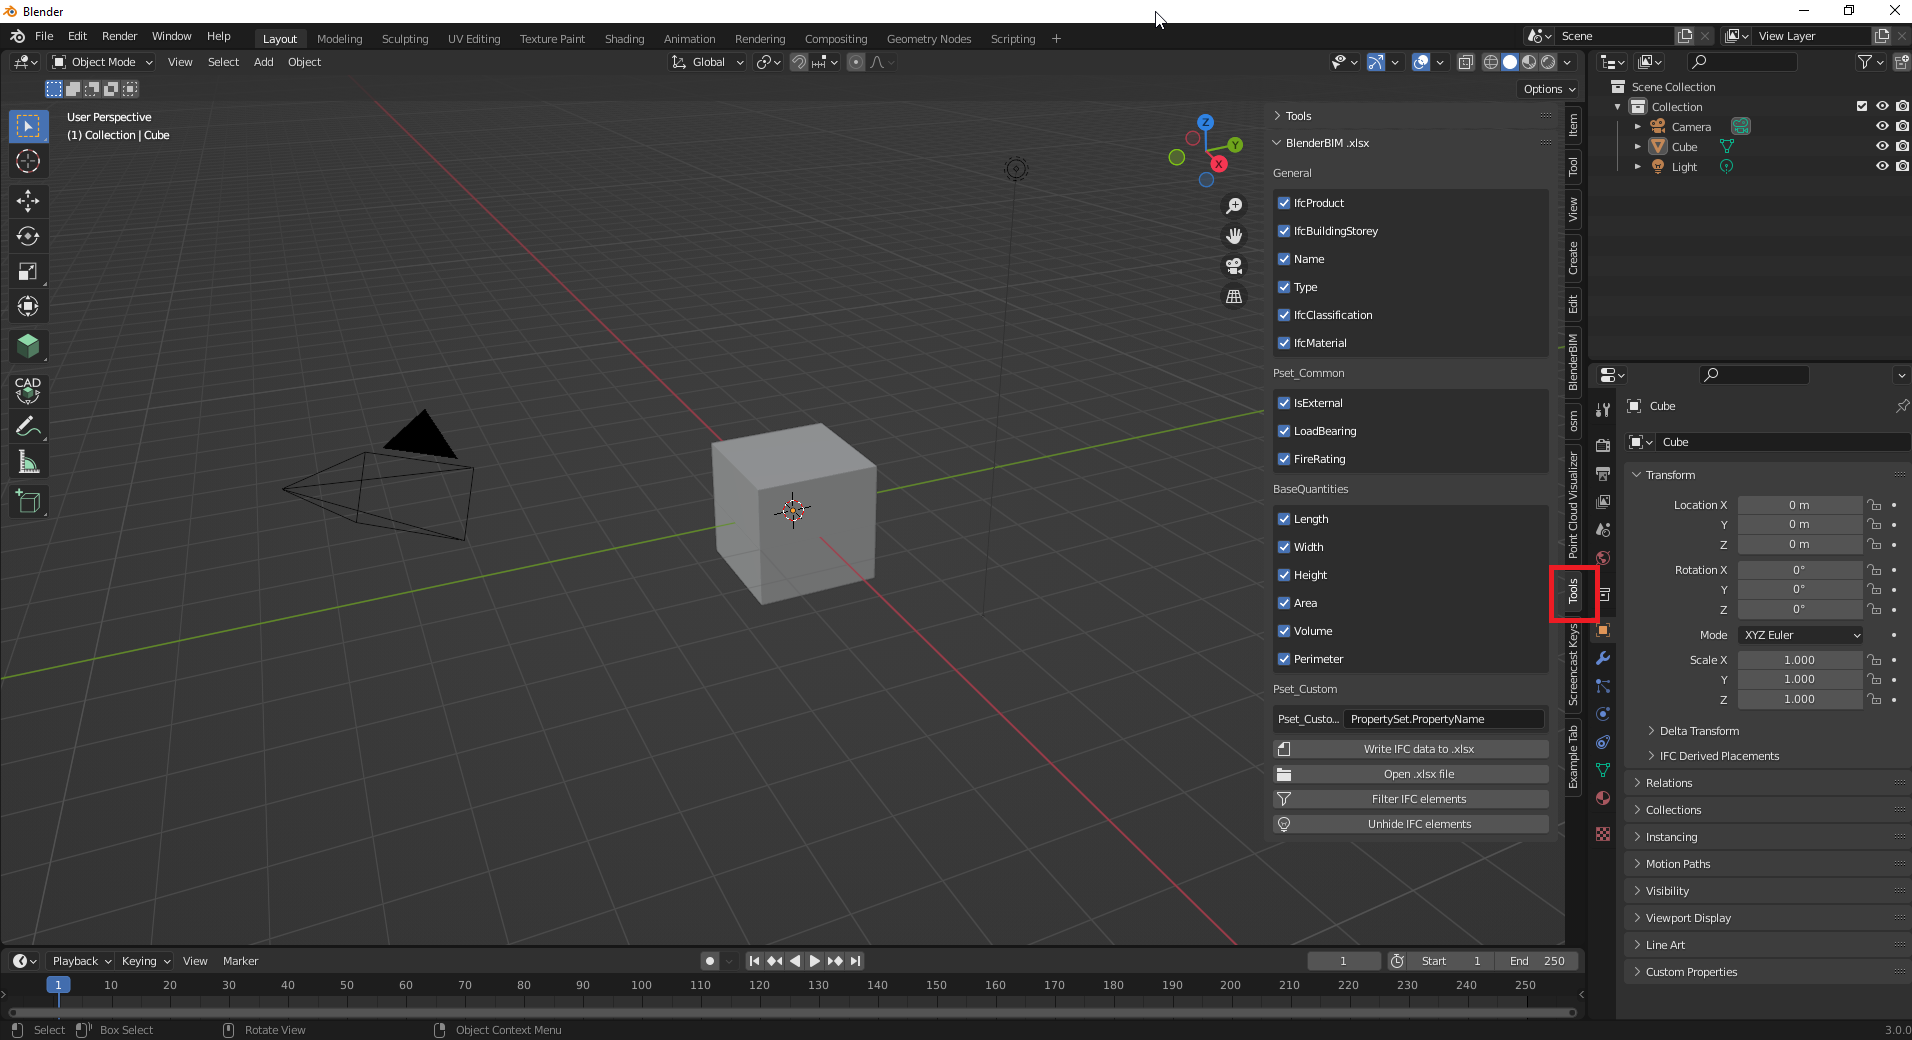 Blender
File Edit Render Window Help Layout Modeling Sculpting UV Editing Texture Paint Shading Animation Rendering Compositing Geometry Nodes Scripting + Scene View Layer
Object Mode View Select Add Object Global
Options
User Perspective
(1) Collection | Cube
CAD
Z
Y
X
Tools
BlenderBIM .xlsx
General
IfcProduct
IfcBuildingStorey
Name
Type
IfcClassification
IfcMaterial
Pset_Common
IsExternal
LoadBearing
FireRating
BaseQuantities
Length
Width
Height
Area
Volume
Perimeter
Pset_Custom
Pset_Custo... PropertySet.PropertyName
Write IFC data to .xlsx
Open .xlsx file
Filter IFC elements
Unhide IFC elements
Item
Tool
View
Create
Edit
BlenderBIM
osm
Point Cloud Visualizer
Tools
Screencast Keys
Example Tab
Scene Collection
Collection
Camera
Cube
Light
Cube
Cube
Transform
Location X 0 m
Y 0 m
Z 0 m
Rotation X 0°
Y 0°
Z 0°
Mode XYZ Euler
Scale X 1.000
Y 1.000
Z 1.000
Delta Transform
IFC Derived Placements
Relations
Collections
Instancing
Motion Paths
Visibility
Viewport Display
Line Art
Custom Properties
Playback Keying View Marker 1 Start 1 End 250
1 10 20 30 40 50 60 70 80 90 100 110 120 130 140 150 160 170 180 190 200 210 220 230 240 250
Select Box Select Rotate View Object Context Menu 3.0.0